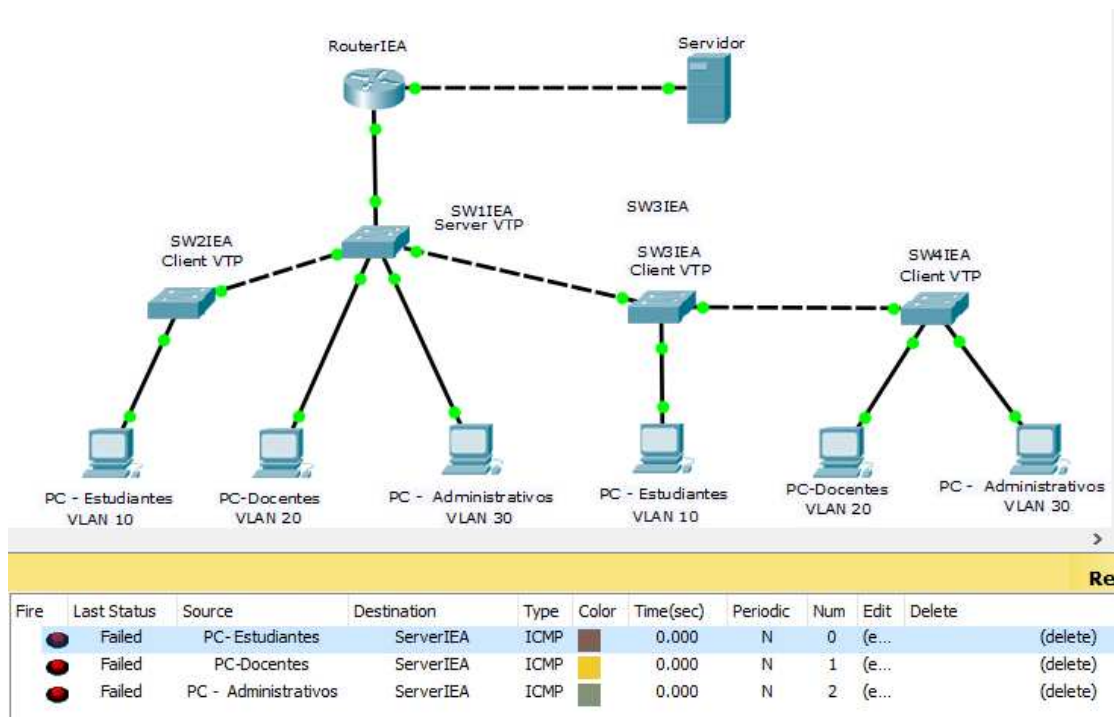 RouterIEA
Servidor
SW1IEA
Server VTP
SW3IEA
SW2IEA
Client VTP
SW3IEA
Client VTP
SW4IEA
Client VTP
PC - Estudiantes
VLAN 10
PC-Docentes
VLAN 20
PC - Administrativos
VLAN 30
PC - Estudiantes
VLAN 10
PC-Docentes
VLAN 20
PC - Administrativos
VLAN 30
>
Re
Fire Last Status Source Destination Type Color Time(sec) Periodic Num Edit Delete
Failed PC- Estudiantes ServerIEA ICMP 0.000 N 0 (e... (delete)
Failed PC-Docentes ServerIEA ICMP 0.000 N 1 (e... (delete)
Failed PC - Administrativos ServerIEA ICMP 0.000 N 2 (e... (delete)